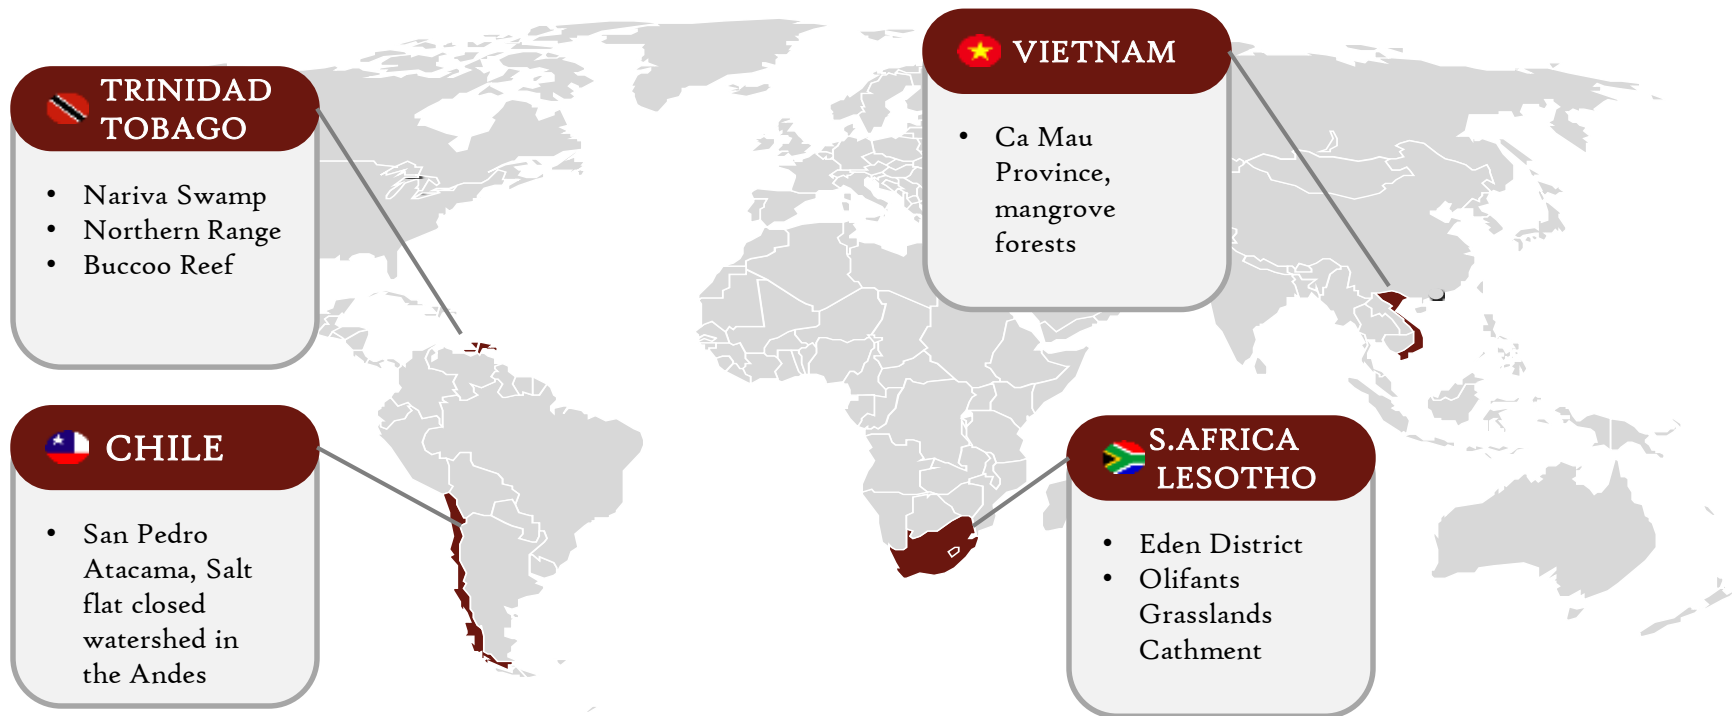 TRINIDAD
TOBAGO
• Nariva Swamp
• Northern Range
• Buccoo Reef
VIETNAM
• Ca Mau
Province,
mangrove
forests
CHILE
• San Pedro
Atacama, Salt
flat closed
watershed in
the Andes
S.AFRICA
LESOTHO
• Eden District
• Olifants
Grasslands
Cathment